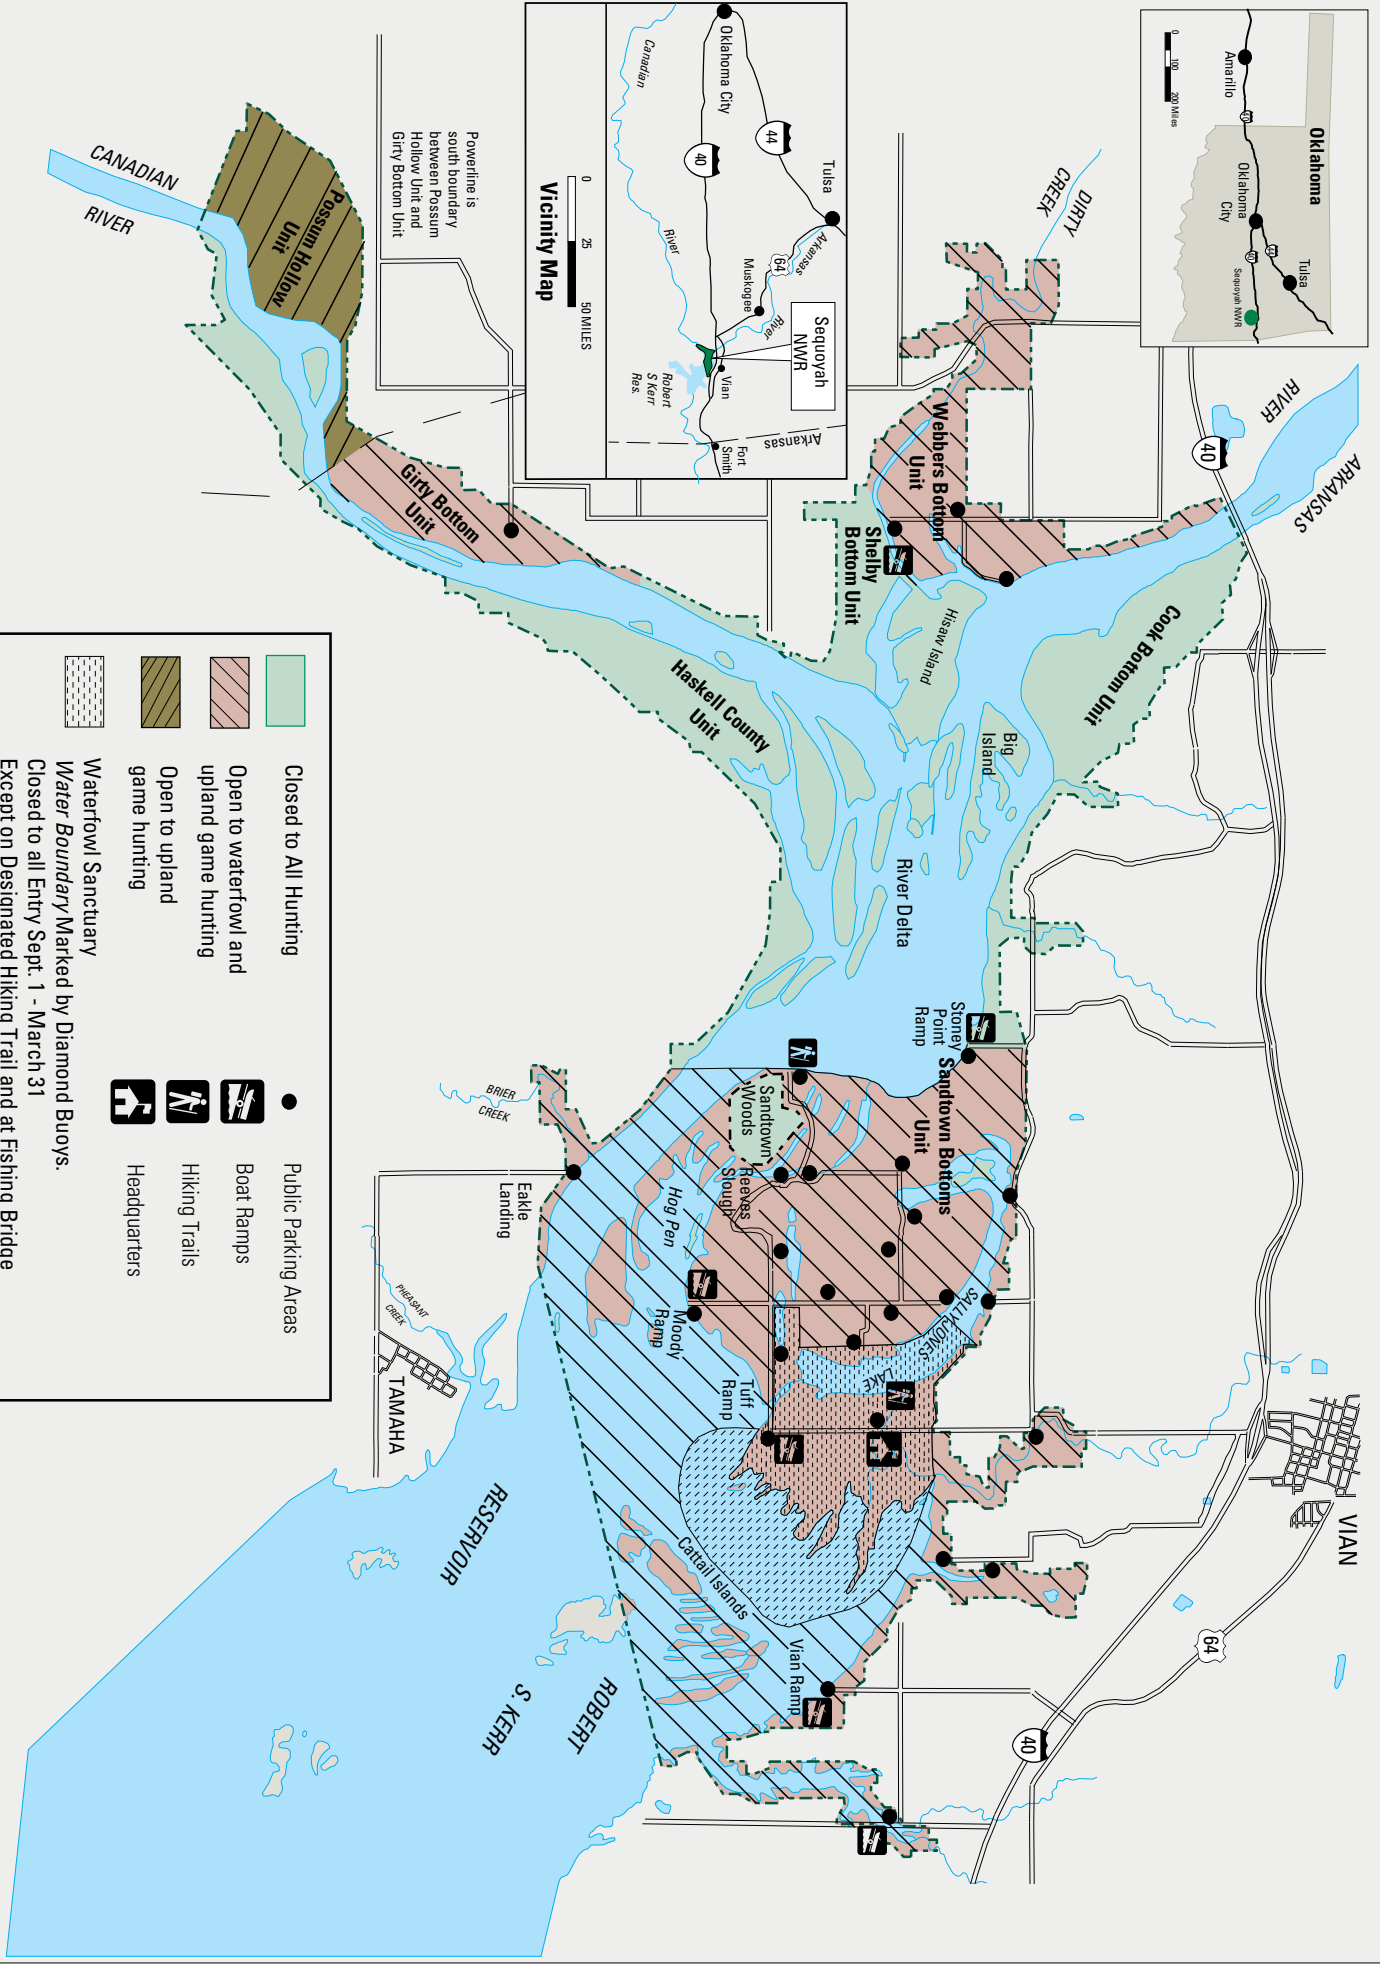 Oklahoma
Amarillo
40
Oklahoma
City
44
40
Tulsa
Sequoyah NWR
0
100
200 Miles
Oklahoma City
44
40
Tulsa
Arkansas
River
64
Muskogee
Canadian
River
Sequoyah
NWR
Vian
Robert
S Kerr
Res.
Fort
Smith
Arkansas
0
25
50 MILES
Vicinity Map
ARKANSAS
RIVER
40
DIRTY
CREEK
Webbers Bottom
Unit
Shelby
Bottom Unit
Hisaw Island
Cook Bottom Unit
Big
Island
River Delta
CANADIAN
RIVER
Possum Hollow
Unit
Powerline is
south boundary
between Possum
Hollow Unit and
Girty Bottom Unit
Girty Bottom
Unit
Haskell County
Unit
Stoney
Point
Ramp
Sandtown Bottoms
Unit
Sandtown
Woods
Reeves
Slough
Hog Pen
Moody
Ramp
SALLY JONES
LAKE
Tuff
Ramp
Cattail Islands
Vian Ramp
VIAN
64
40
BRIER
CREEK
Eakle
Landing
PHEASANT
CREEK
TAMAHA
ROBERT
S. KERR
RESERVOIR
Closed to All Hunting
Open to waterfowl and
upland game hunting
Open to upland
game hunting
Waterfowl Sanctuary
Water Boundary Marked by Diamond Buoys.
Closed to all Entry Sept. 1 - March 31
Except on Designated Hiking Trail and at Fishing Bridge
Public Parking Areas
Boat Ramps
Hiking Trails
Headquarters